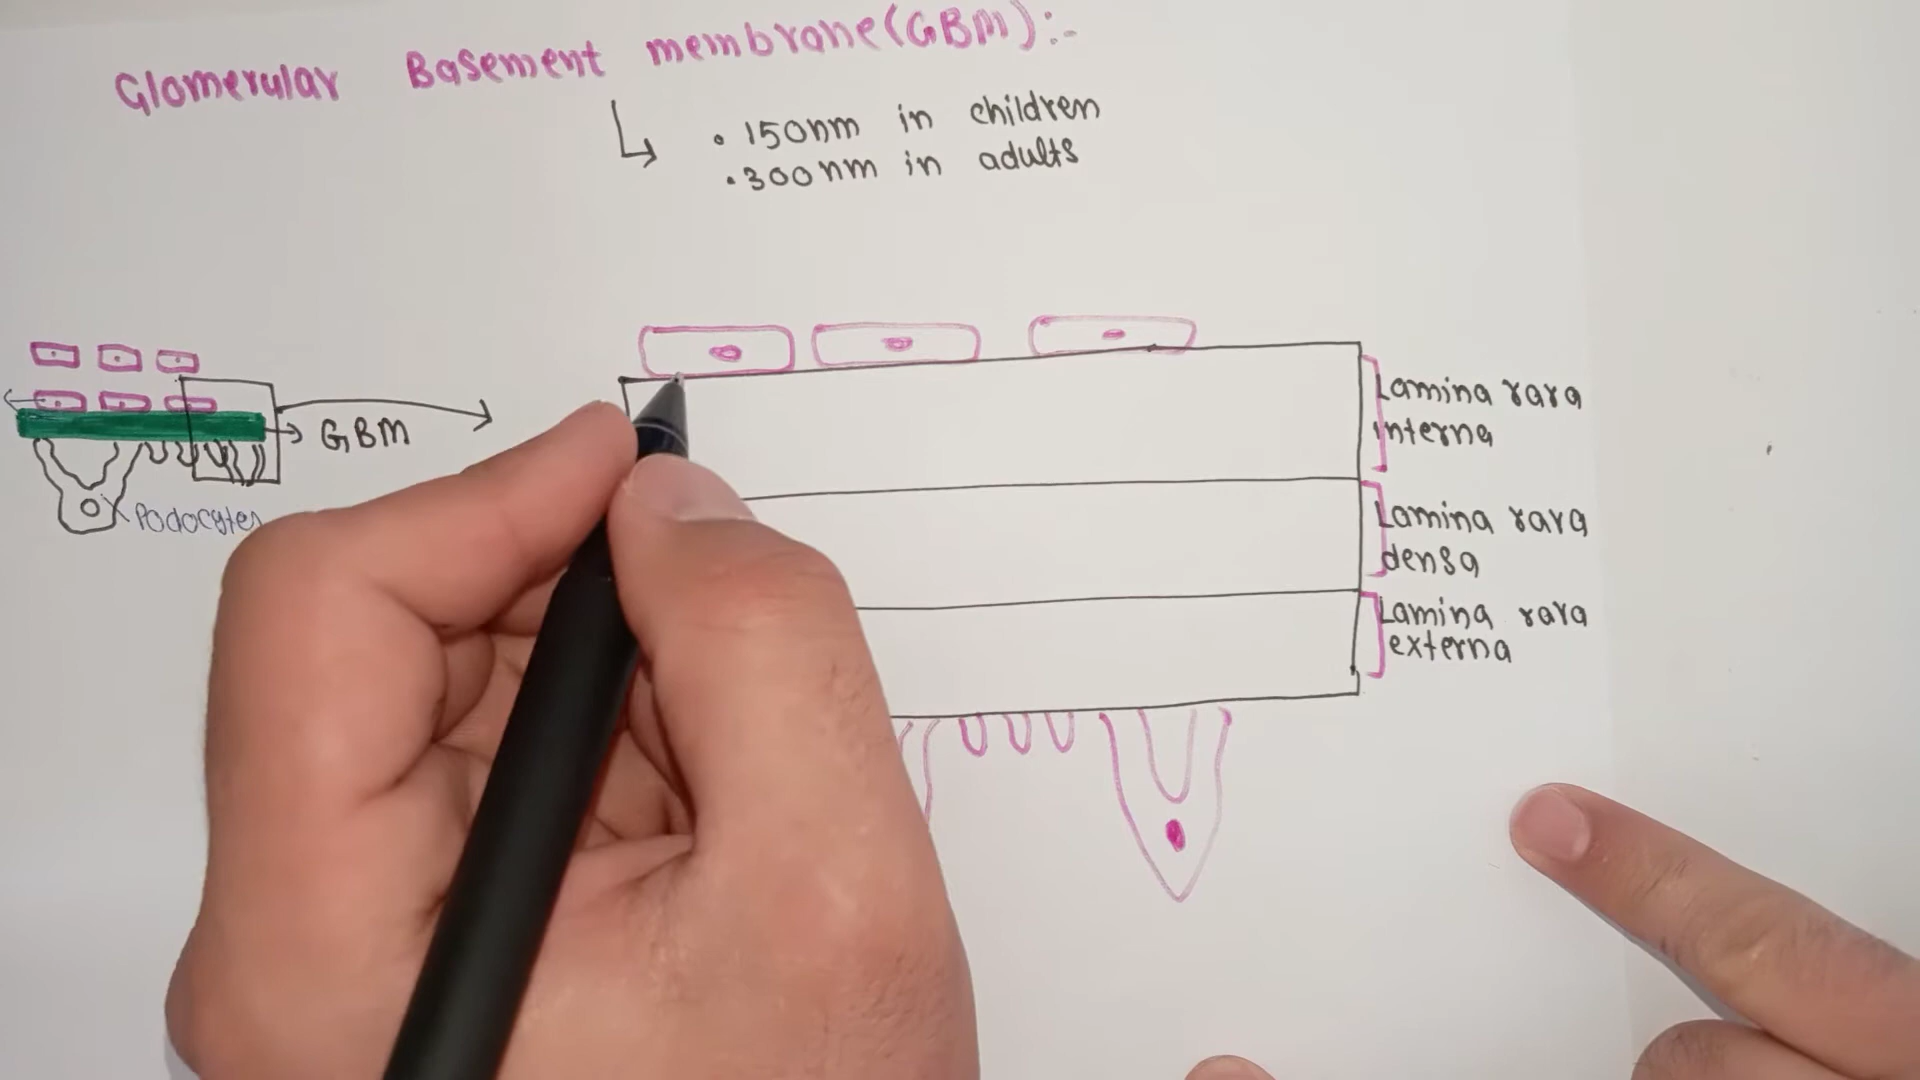 Glomerular Basement membrane (GBM):-
• 150nm in children
• 300nm in adults
GBM
Podocytes
Lamina rara
interna
Lamina rara
densa
Lamina rara
externa